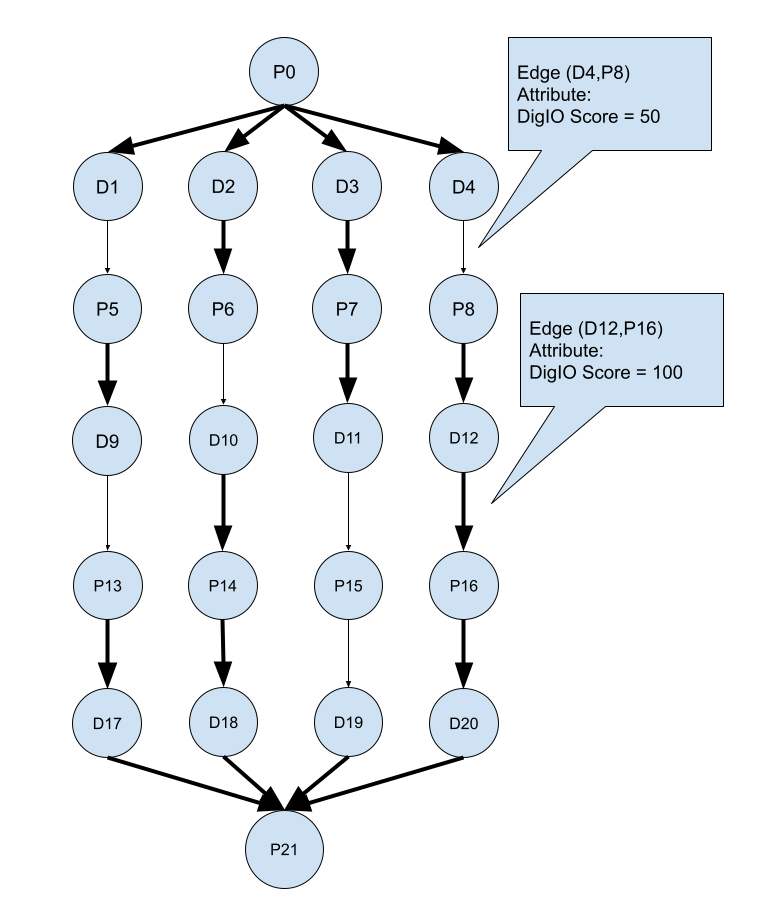 P0
Edge (D4,P8)
Attribute:
DigIO Score = 50
D1
D2
D3
D4
P5
P6
P7
P8
Edge (D12,P16)
Attribute:
DigIO Score = 100
D9
D10
D11
D12
P13
P14
P15
P16
D17
D18
D19
D20
P21